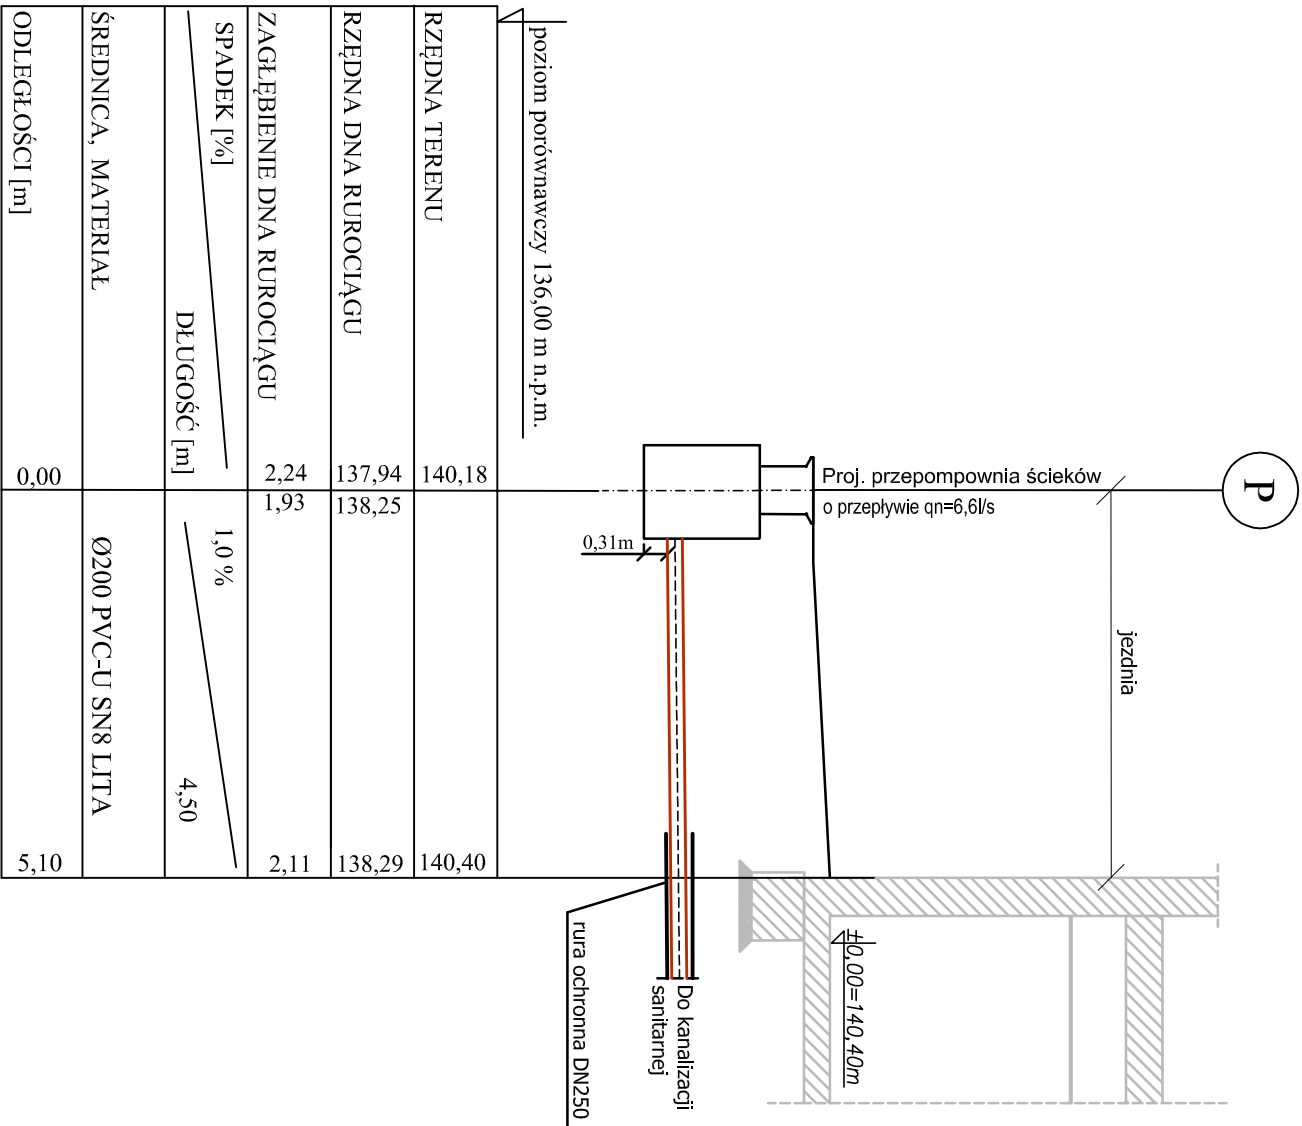 P
jezdnia
Proj. przepompownia ścieków
o przepływie qn=6,6l/s
±0,00=140,40m
0,31m
Do kanalizacji
sanitarnej
rura ochronna DN250
poziom porównawczy 136,00 m n.p.m.
RZĘDNA TERENU 140,18 140,40
RZĘDNA DNA RUROCIĄGU 137,94 138,25 138,29
ZAGŁĘBIENIE DNA RUROCIĄGU 2,24 1,93 2,11
SPADEK [%] 1,0 %
DŁUGOŚĆ [m] 4,50
ŚREDNICA, MATERIAŁ Ø200 PVC-U SN8 LITA
ODLEGŁOŚCI [m] 0,00 5,10